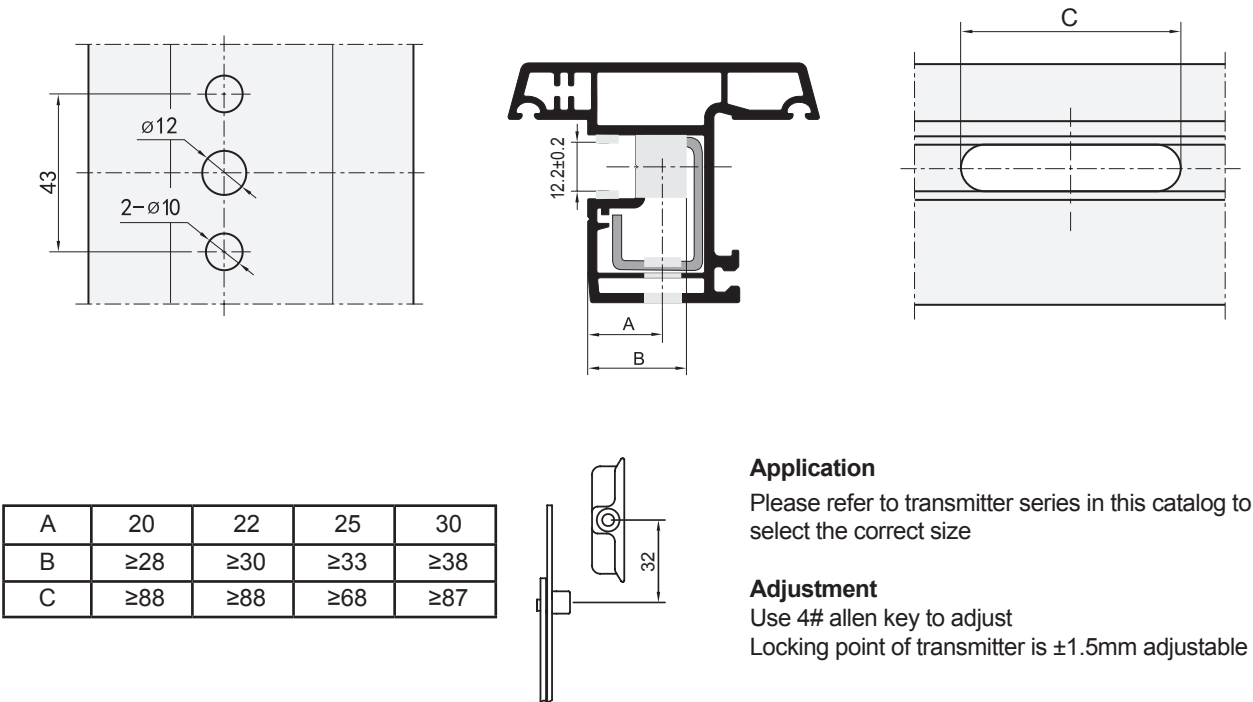 ø12
43
2-ø10
12.2±0.2
A
B
C
A 20 22 25 30
B ≥28 ≥30 ≥33 ≥38
C ≥88 ≥88 ≥68 ≥87
32
Application
Please refer to transmitter series in this catalog to
select the correct size
Adjustment
Use 4# allen key to adjust
Locking point of transmitter is ±1.5mm adjustable